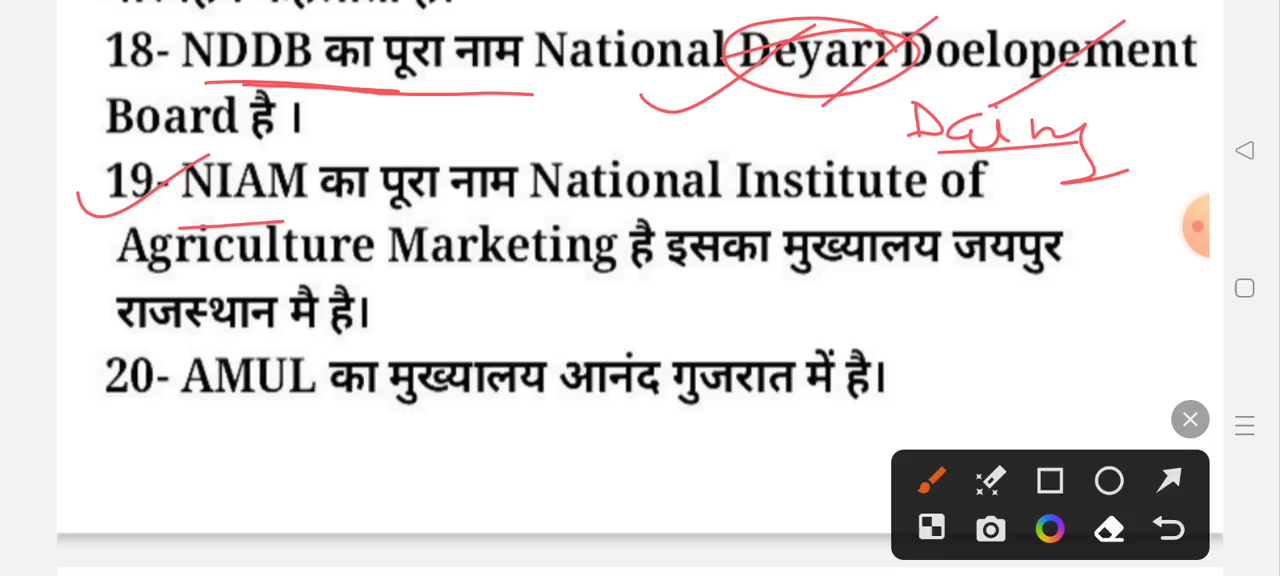 18- NDDB का पूरा नाम National Deyari Doelopement
Board है ।
Dairy
19- NIAM का पूरा नाम National Institute of
Agriculture Marketing है इसका मुख्यालय जयपुर
राजस्थान मै है।
20- AMUL का मुख्यालय आनंद गुजरात में है।